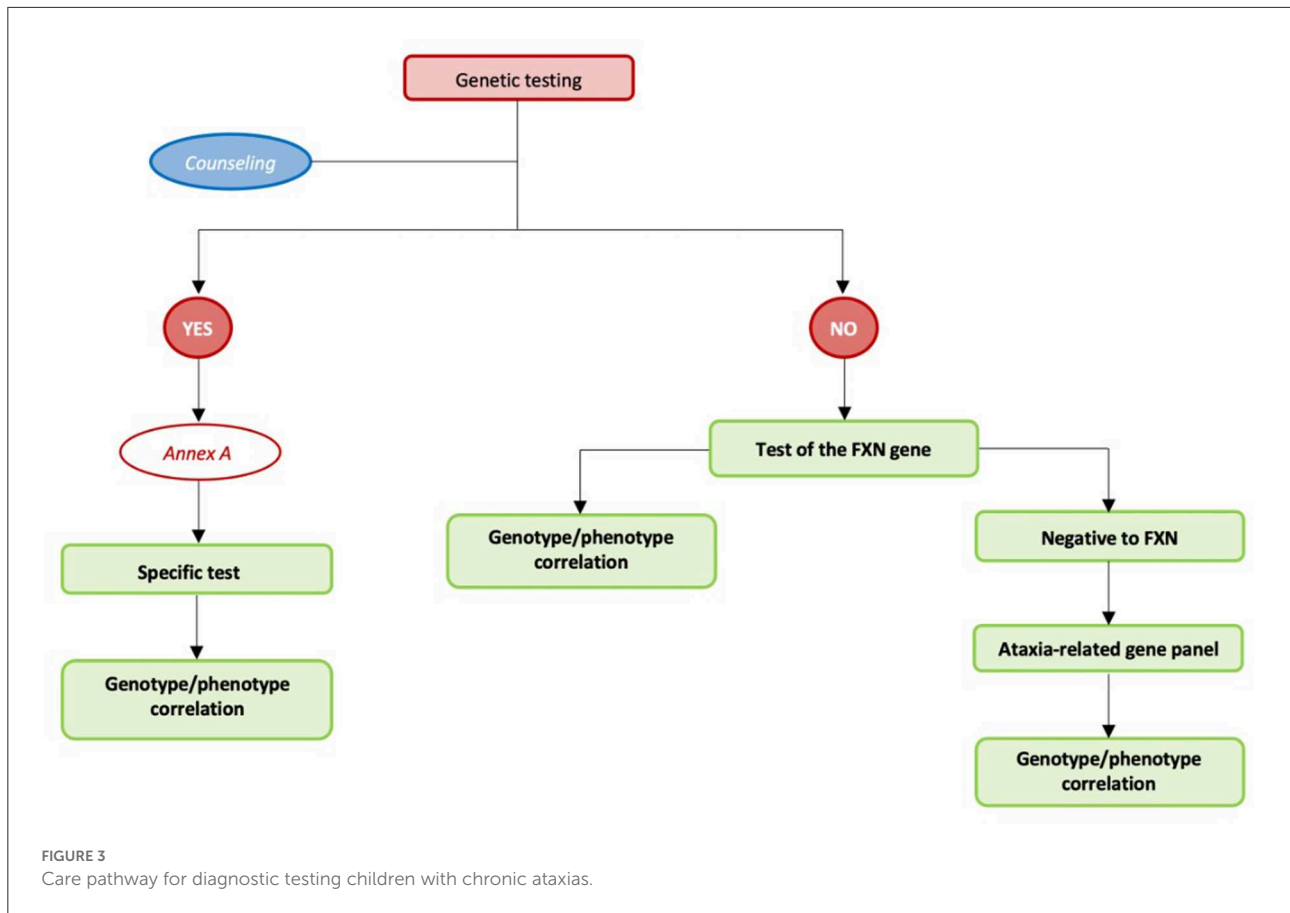 Genetic testing
Counseling
YES
NO
Annex A
Test of the FXN gene
Specific test
Genotype/phenotype
correlation
Negative to FXN
Genotype/phenotype
correlation
Ataxia-related gene panel
Genotype/phenotype
correlation
FIGURE 3
Care pathway for diagnostic testing children with chronic ataxias.